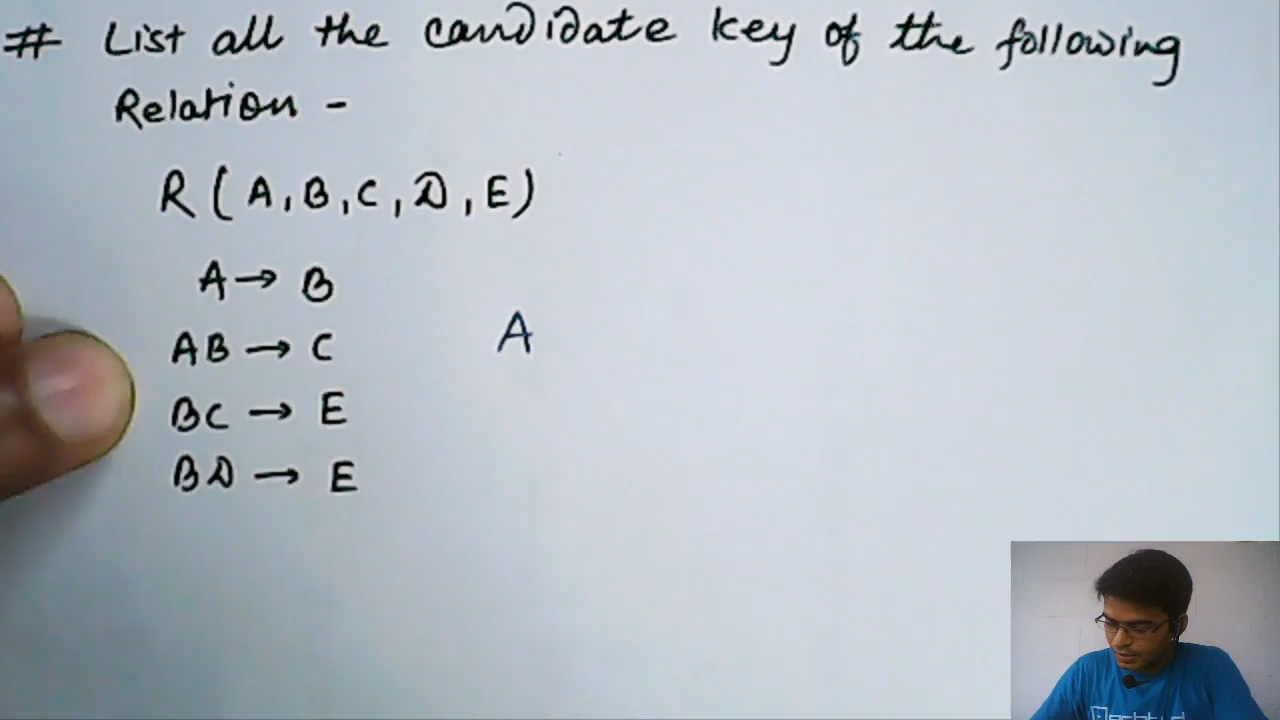 # List all the candidate key of the following
Relation -
R ( A, B, C, D, E )
A → B
AB → C
A
BC → E
BD → E